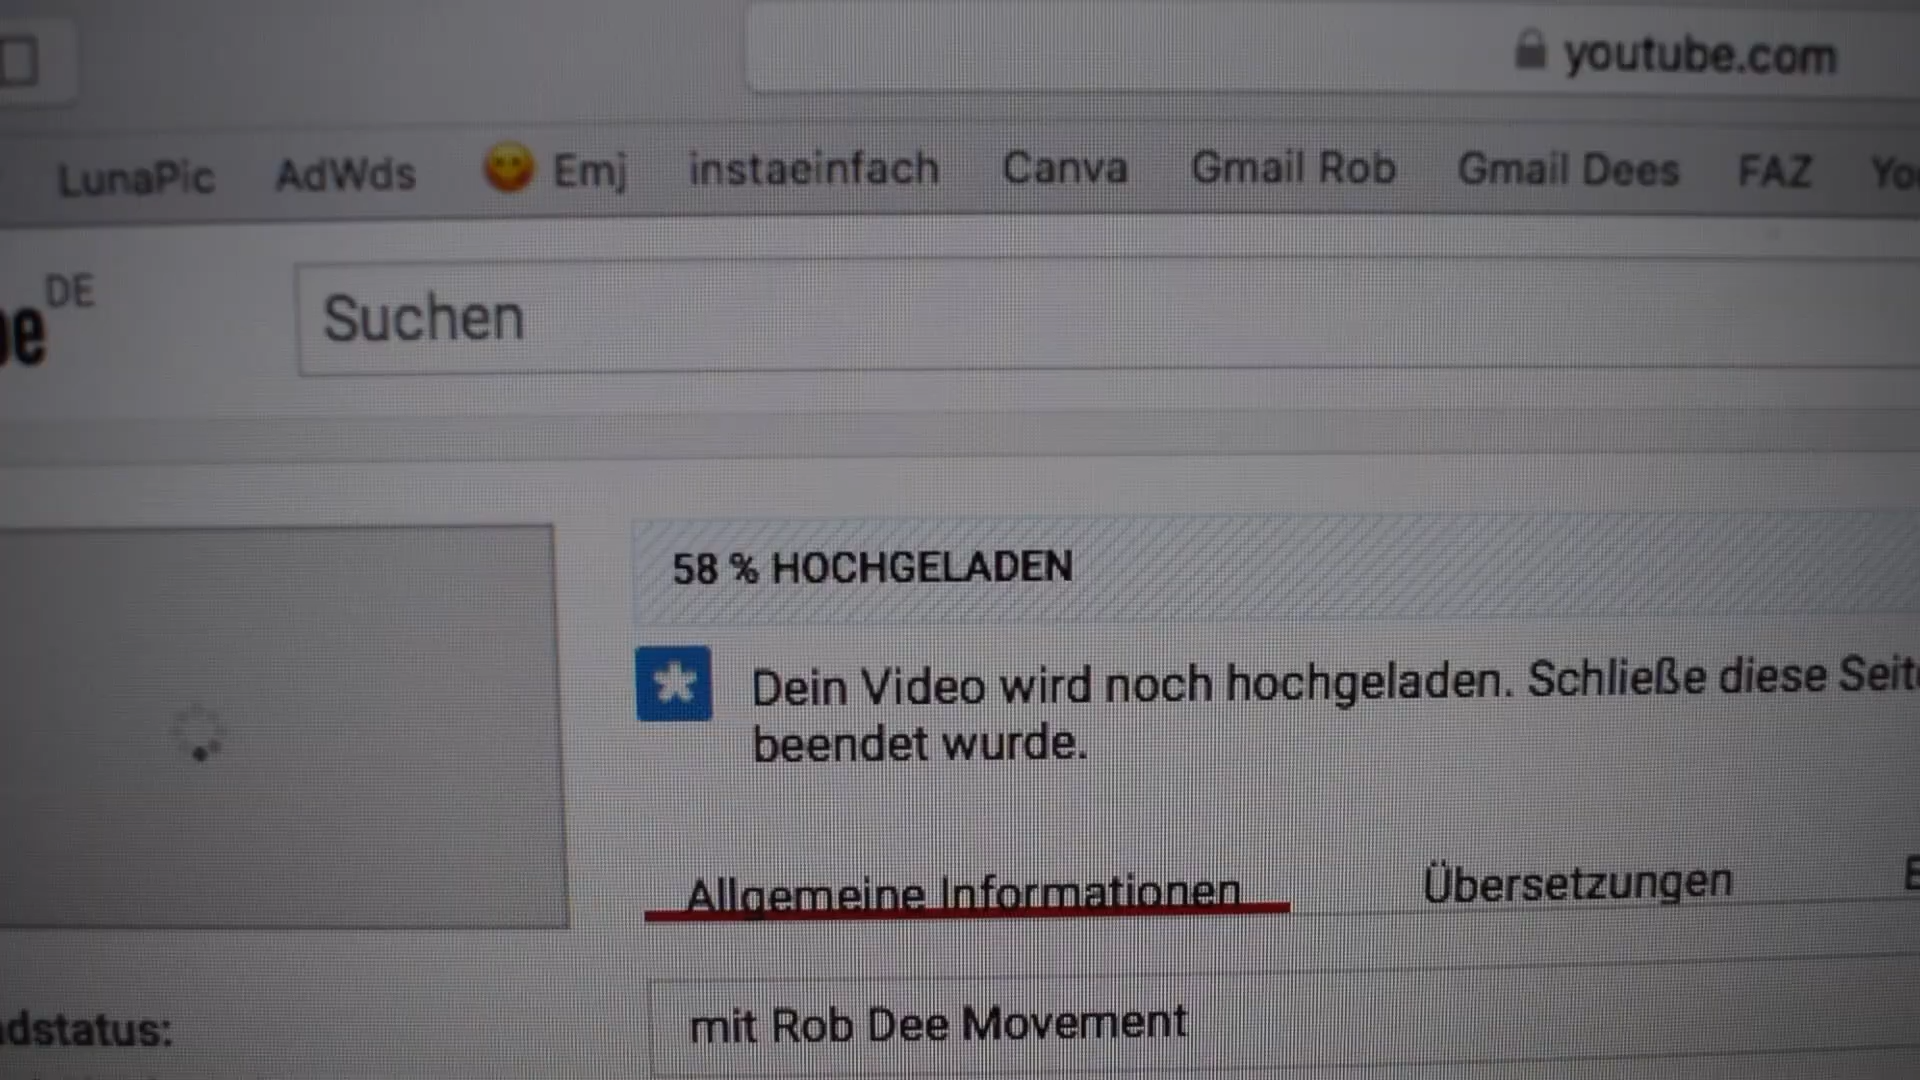 youtube.com
LunaPic AdWds Emj instaeinfach Canva Gmail Rob Gmail Dees FAZ
DE
Suchen
58 % HOCHGELADEN
Dein Video wird noch hochgeladen. Schließe diese Seite
beendet wurde.
Allgemeine Informationen Übersetzungen
dstatus:
mit Rob Dee Movement